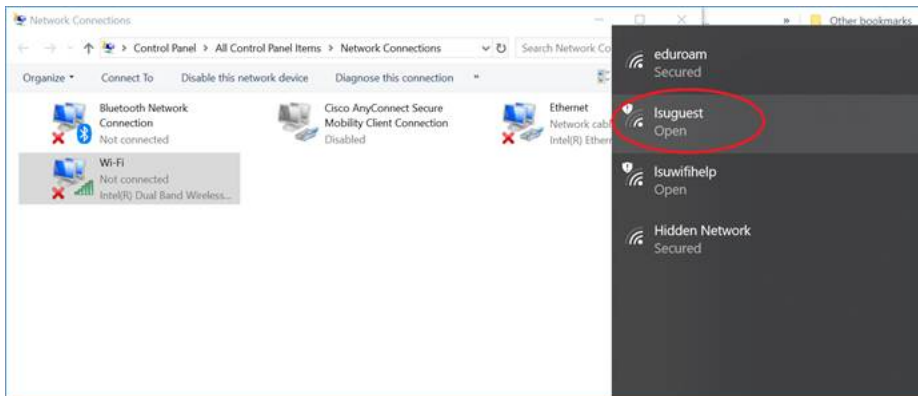 Network Connections
Other bookmarks
Control Panel > All Control Panel Items > Network Connections
Search Network Co
Organize
Connect To
Disable this network device
Diagnose this connection
Bluetooth Network
Connection
Not connected
Cisco AnyConnect Secure
Mobility Client Connection
Disabled
Ethernet
Network cabl
Intel(R) Ethern
Wi-Fi
Not connected
Intel(R) Dual Band Wireless...
eduroam
Secured
lsuguest
Open
lsuwifihelp
Open
Hidden Network
Secured